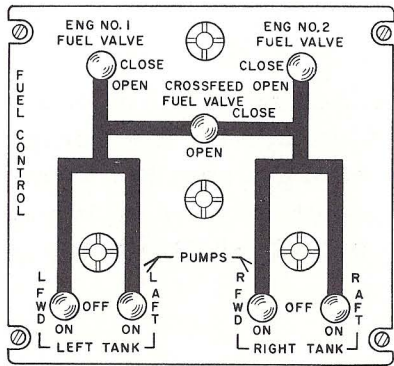 ENG NO.1
FUEL VALVE
ENG NO.2
FUEL VALVE
CLOSE
OPEN
CLOSE
OPEN
CROSSFEED
FUEL VALVE
CLOSE
OPEN
FUEL CONTROL
PUMPS
L FWD
OFF
L AFT
ON
ON
LEFT TANK
R FWD
OFF
R AFT
ON
ON
RIGHT TANK